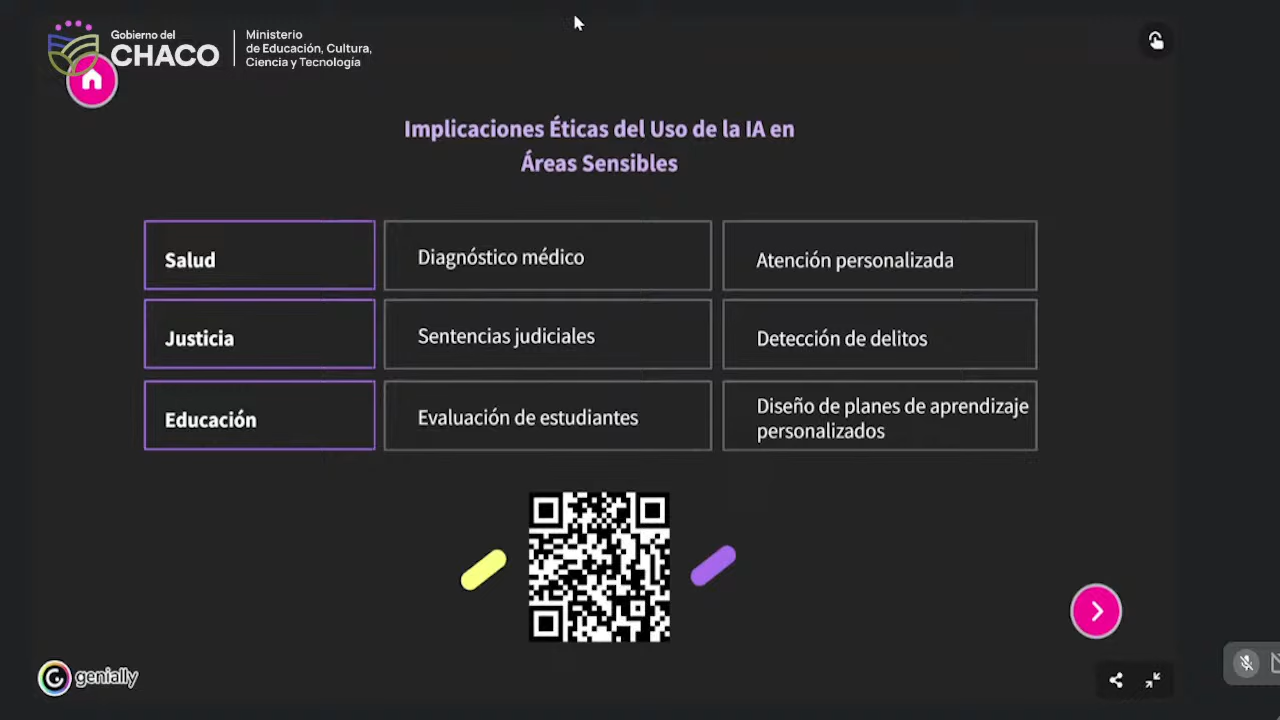 Gobierno del
CHACO
Ministerio
de Educación, Cultura,
Ciencia y Tecnología
Implicaciones Éticas del Uso de la IA en
Áreas Sensibles
Salud
Diagnóstico médico
Atención personalizada
Justicia
Sentencias judiciales
Detección de delitos
Educación
Evaluación de estudiantes
Diseño de planes de aprendizaje
personalizados
genially